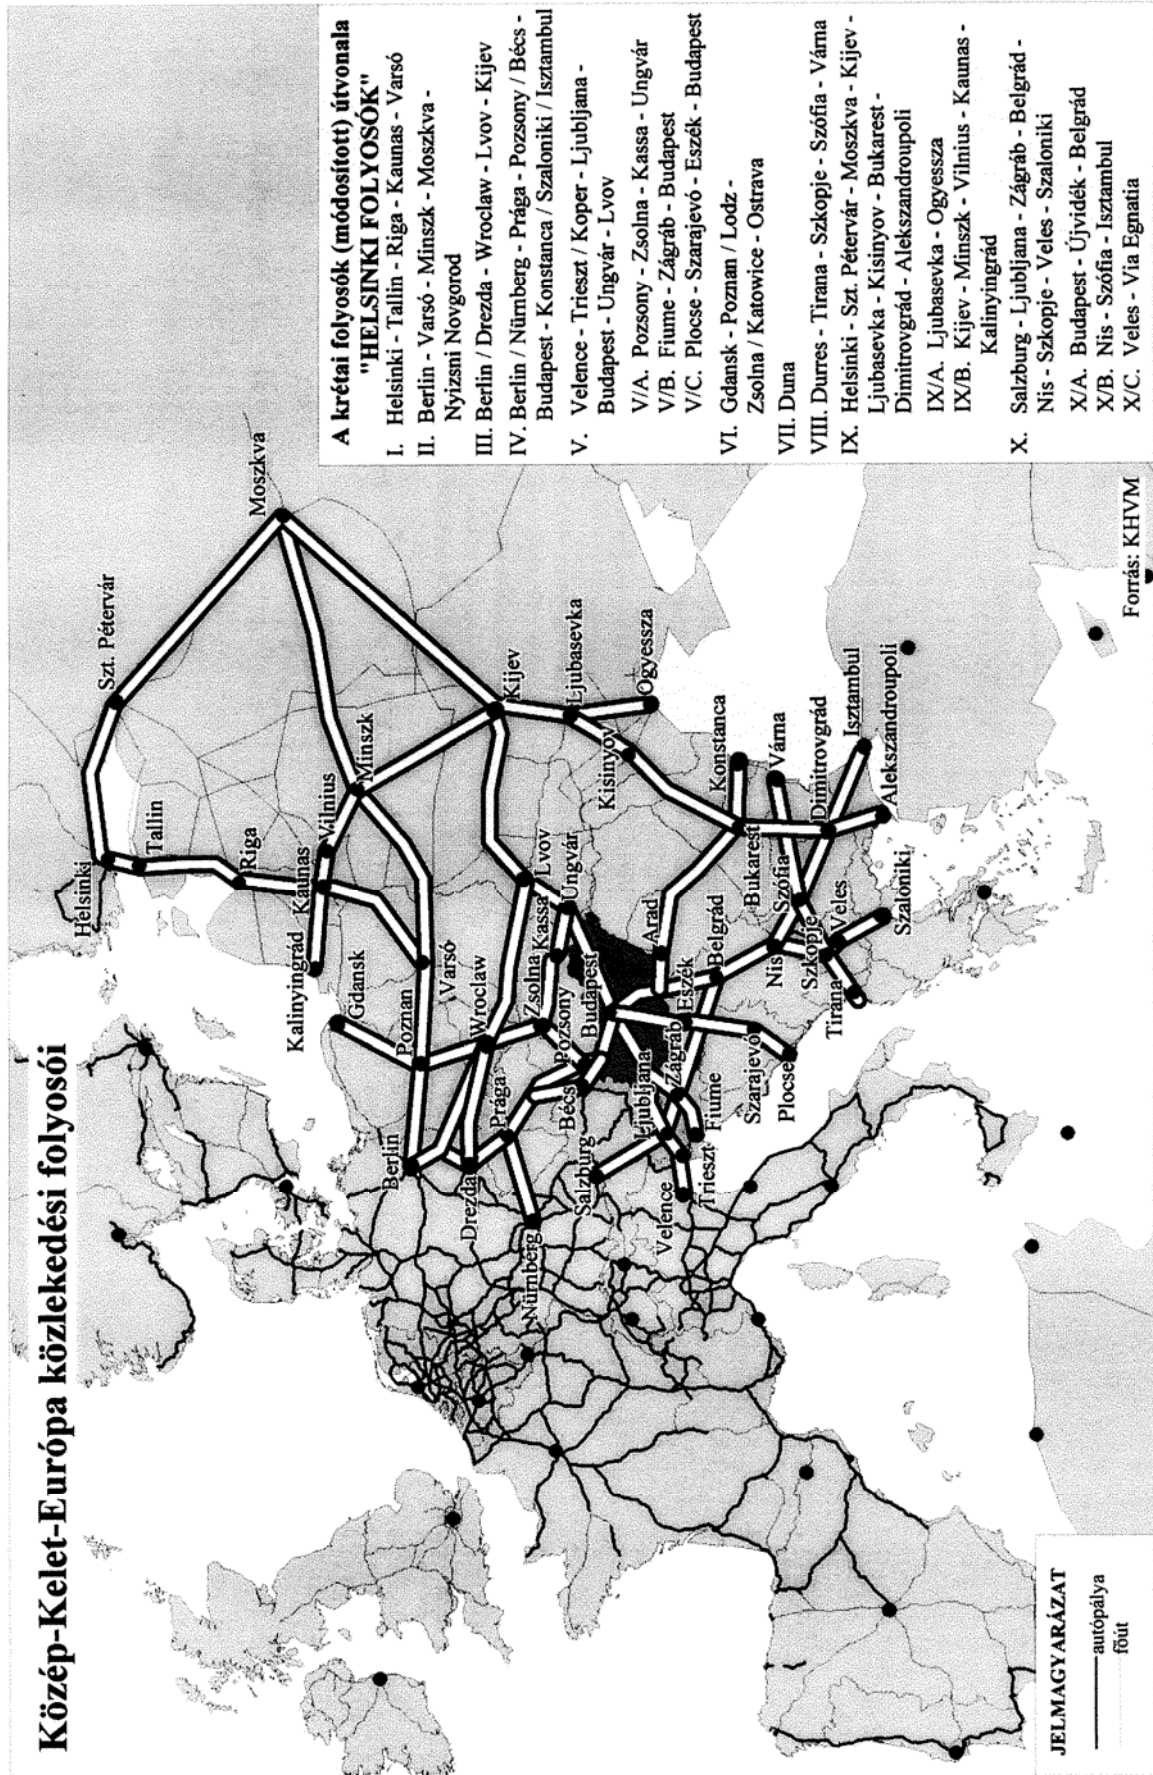 Közép-Kelet-Európa közlekedési folyosói
Moszkva
Szt. Pétervár
Helsinki
Tallin
Riga
Kaunas
Vilnius
Minszk
Kalinyingrád
Gdansk
Varsó
Poznan
Berlin
Wroclaw
Drezda
Prága
Nürnberg
Kijev
Ljubasevka
Ogyessza
Kisinyov
Lvov
Ungvár
Kassa
Zsolna
Pozsony
Bécs
Budapest
Salzburg
Ljubljana
Zágráb
Velence
Trieszt
Fiume
Eszék
Szarajevó
Plocse
Arad
Belgrád
Konstanca
Bukarest
Várna
Szófia
Nis
Dimitrovgrád
Isztambul
Alekszandroupoli
Szkopje
Veles
Tirana
Szaloniki
A krétai folyosók (módosított) útvonala
"HELSINKI FOLYOSÓK"
I. Helsinki - Tallin - Riga - Kaunas - Varsó
II. Berlin - Varsó - Minszk - Moszkva -
Nyizsni Novgorod
III. Berlin / Drezda - Wroclaw - Lvov - Kijev
IV. Berlin / Nürnberg - Prága - Pozsony / Bécs -
Budapest - Konstanca / Szaloniki / Isztambul
V. Velence - Trieszt / Koper - Ljubljana -
Budapest - Ungvár - Lvov
V/A. Pozsony - Zsolna - Kassa - Ungvár
V/B. Fiume - Zágráb - Budapest
V/C. Plocse - Szarajevó - Eszék - Budapest
VI. Gdansk - Poznan / Lodz -
Zsolna / Katowice - Ostrava
VII. Duna
VIII. Durres - Tirana - Szkopje - Szófia - Várna
IX. Helsinki - Szt. Pétervár - Moszkva - Kijev -
Ljubasevka - Kisinyov - Bukarest -
Dimitrovgrád - Alekszandroupoli
IX/A. Ljubasevka - Ogyessza
IX/B. Kijev - Minszk - Vilnius - Kaunas -
Kalinyingrád
X. Salzburg - Ljubljana - Zágráb - Belgrád -
Nis - Szkopje - Veles - Szaloniki
X/A. Budapest - Újvidék - Belgrád
X/B. Nis - Szófia - Isztambul
X/C. Veles - Via Egnatia
Forrás: KHVM
JELMAGYARÁZAT
autópálya
főút